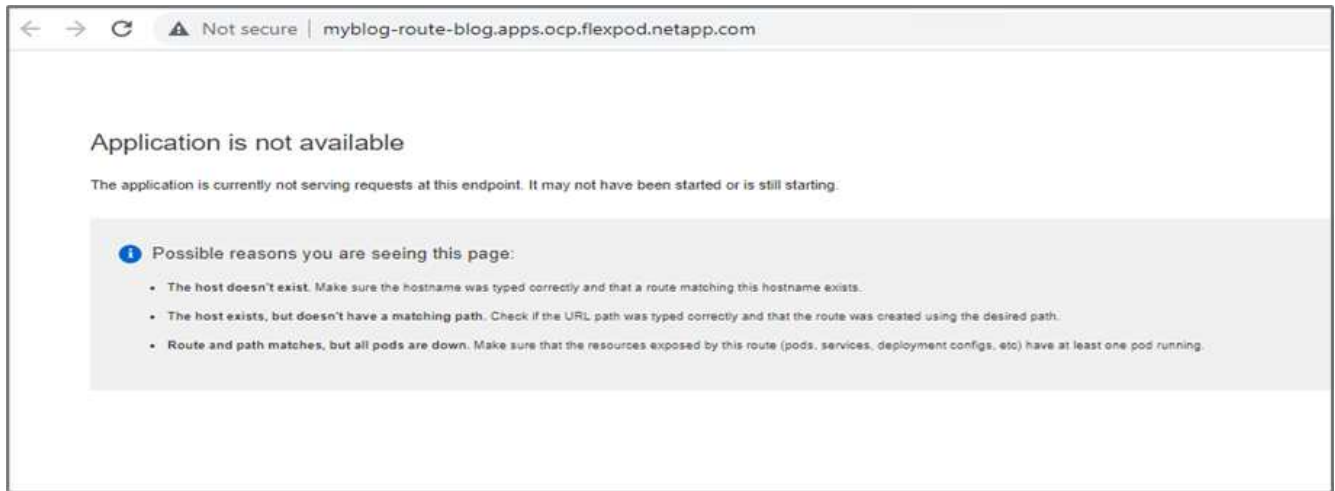 Not secure | myblog-route-blog.apps.ocp.flexpod.netapp.com
Application is not available
The application is currently not serving requests at this endpoint. It may not have been started or is still starting.
Possible reasons you are seeing this page:
• The host doesn't exist. Make sure the hostname was typed correctly and that a route matching this hostname exists.
• The host exists, but doesn't have a matching path. Check if the URL path was typed correctly and that the route was created using the desired path.
• Route and path matches, but all pods are down. Make sure that the resources exposed by this route (pods, services, deployment configs, etc) have at least one pod running.